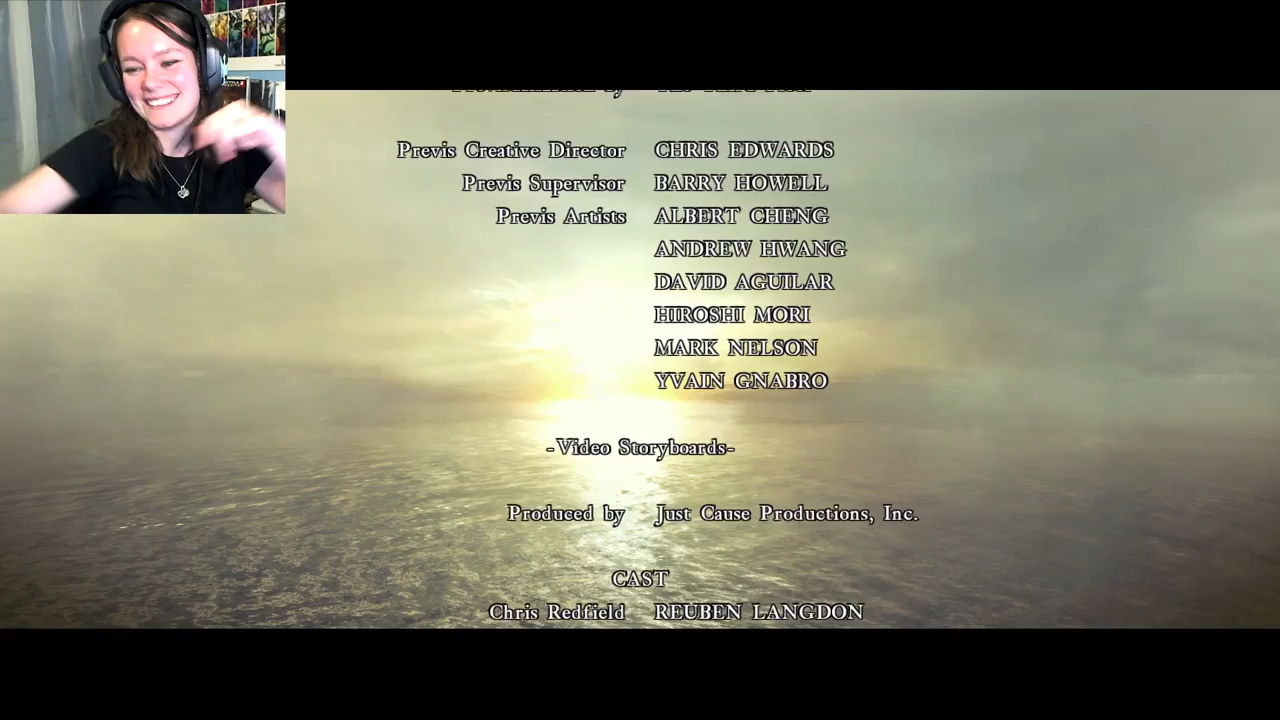 Previs Creative Director CHRIS EDWARDS
Previs Supervisor BARRY HOWELL
Previs Artists ALBERT CHENG
ANDREW HWANG
DAVID AGUILAR
HIROSHI MORI
MARK NELSON
YVAIN GNABRO
-Video Storyboards-
Produced by Just Cause Productions, Inc.
CAST
Chris Redfield REUBEN LANGDON